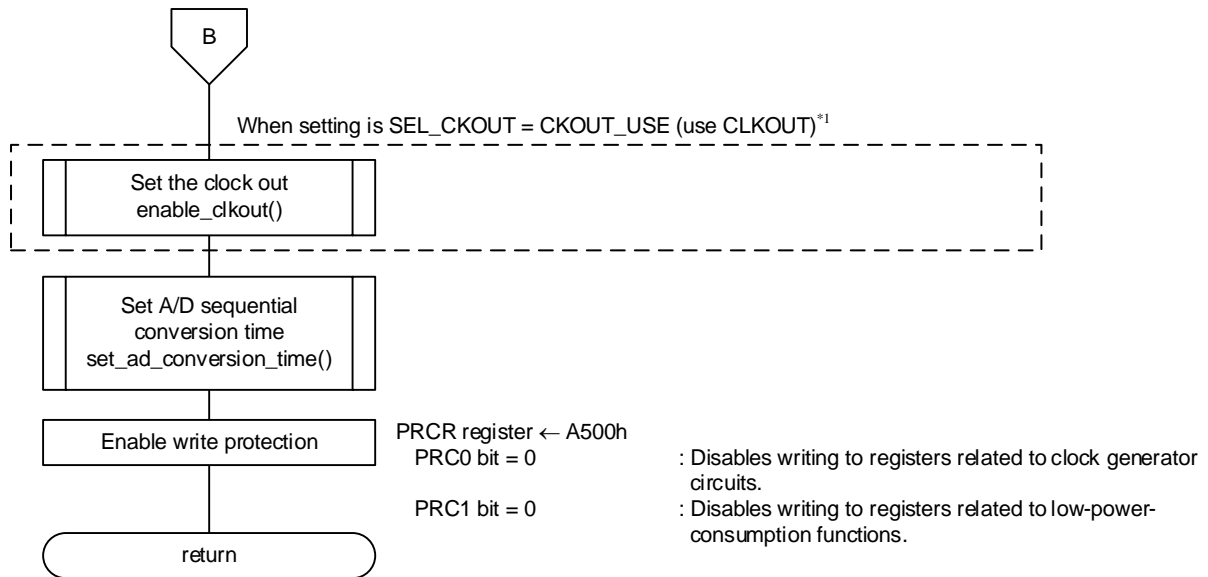 B
When setting is SEL_CKOUT = CKOUT_USE (use CLKOUT)*1
Set the clock out
enable_clkout()
Set A/D sequential
conversion time
set_ad_conversion_time()
Enable write protection
PRCR register ← A500h
PRC0 bit = 0 : Disables writing to registers related to clock generator
circuits.
PRC1 bit = 0 : Disables writing to registers related to low-power-
consumption functions.
return